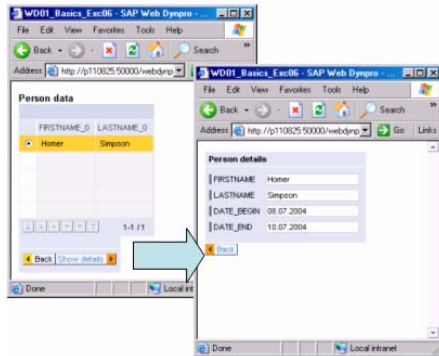 WD01_Basics_Exc06 - SAP Web Dynpro - ...
File Edit View Favorites Tools Help
Back Search »
Address http://p110825:50000/webdynp
Person data
FIRSTNAME_0 LASTNAME_0
Homer Simpson
1-1 /1
Back Show details
Done Local int
WD01_Basics_Exc06 - SAP Web Dynpro - ...
File Edit View Favorites Tools Help
Back Search »
Address http://p110825:50000/webdynp Go Links
Person details
FIRSTNAME Homer
LASTNAME Simpson
DATE_BEGIN 08.07.2004
DATE_END 10.07.2004
Back
Done Local intranet